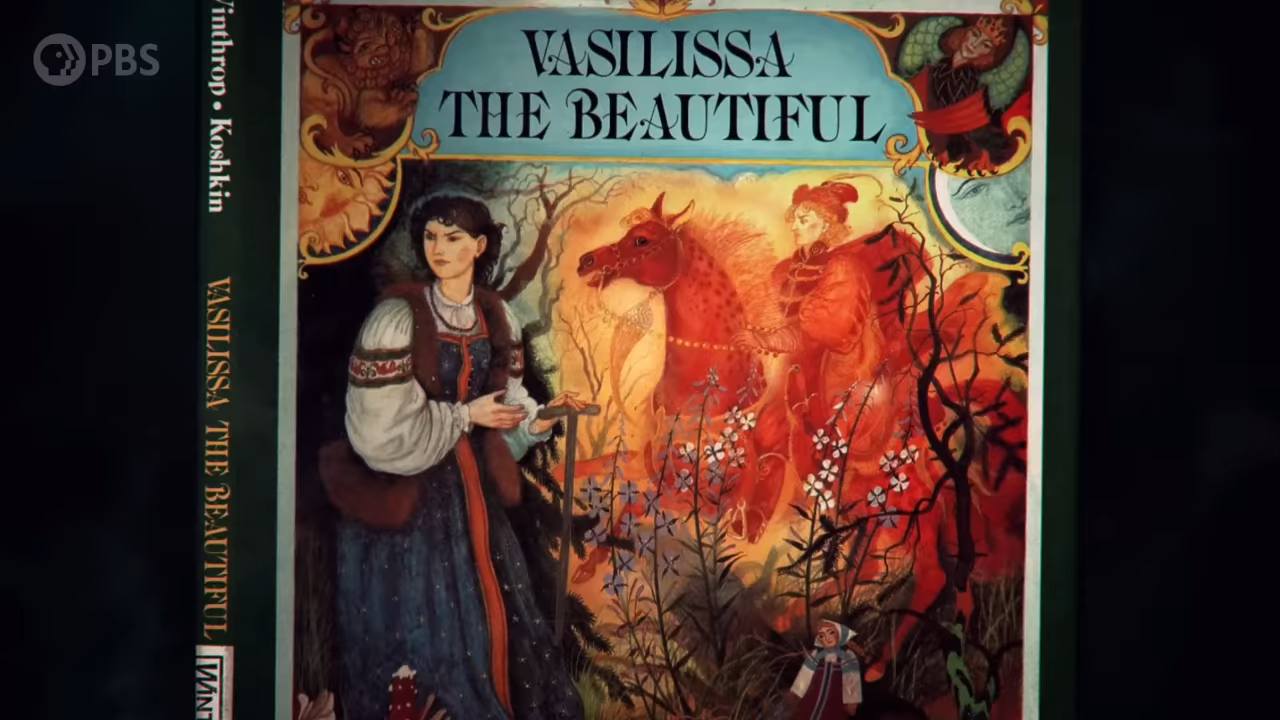 PBS
VASILISSA
THE BEAUTIFUL
Winthrop • Koshkin
VASILISSA THE BEAUTIFUL